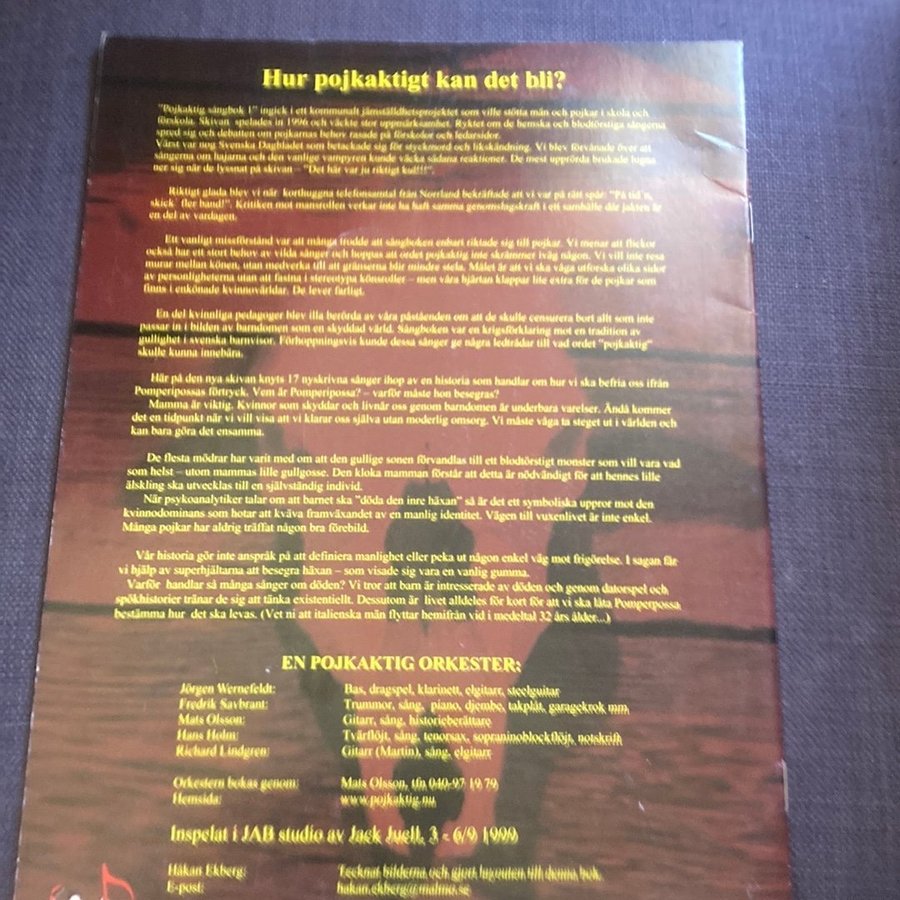 Hur pojkaktigt kan det bli?
"Pojkaktig sångbok 1" ingick i ett kommunalt jämställdhetsprojektet som ville stötta män och pojkar i skola och
förskola. Skivan spelades in 1996 och väckte stor uppmärksamhet. Ryktet om de hemska och blodtörstiga sångerna
spred sig och debatten om pojkarnas behov rasade på förskolor och ledarsidor.
Värst var nog Svenska Dagbladet som betackade sig för styckmord och likskändning. Vi blev förvånade över att
sångerna om hajarna och den vanlige vampyren kunde väcka sådana reaktioner. De mest upprörda brukade lugna
ner sig när de lyssnat på skivan – "Det här var ju riktigt kul!!!".
Riktigt glada blev vi när korthuggna telefonsamtal från Norrland bekräftade att vi var på rätt spår: "På tid'n,
skick' fler band!". Kritiken mot mansrollen verkar inte ha haft samma genomslagskraft i ett samhälle där jakten är
en del av vardagen.
Ett vanligt missförstånd var att många trodde att sångboken enbart riktade sig till pojkar. Vi menar att flickor
också har ett stort behov av vilda sånger och hoppas att ordet pojkaktig inte skrämmer iväg någon. Vi vill inte resa
murar mellan könen, utan medverka till att gränserna blir mindre stela. Målet är att vi ska våga utforska olika sidor
av personligheten utan att fastna i stereotypa könsroller – men våra hjärtan klappar lite extra för de pojkar som
finns i enkönade kvinnovärldar. De lever farligt.
En del kvinnliga pedagoger blev illa berörda av våra påståenden om att de skulle censurera bort allt som inte
passar in i bilden av barndomen som en skyddad värld. Sångboken var en krigsförklaring mot en tradition av
gullighet i svenska barnvisor. Förhoppningsvis kunde dessa sånger ge några ledtrådar till vad ordet "pojkaktig"
skulle kunna innebära.
Här på den nya skivan knyts 17 nyskrivna sånger ihop av en historia som handlar om hur vi ska befria oss ifrån
Pomperipossas förtryck. Vem är Pomperipossa? – varför måste hon besegras?
Mamma är viktig. Kvinnor som skyddar och livnär oss genom barndomen är underbara varelser. Ändå kommer
det en tidpunkt när vi vill visa att vi klarar oss själva utan moderlig omsorg. Vi måste våga ta steget ut i världen och
kan bara göra det ensamma.
De flesta mödrar har varit med om att den gullige sonen förvandlas till ett blodtörstigt monster som vill vara vad
som helst – utom mammas lille gullgosse. Den kloka mamman förstår att detta är nödvändigt för att hennes lille
älskling ska utvecklas till en självständig individ.
När psykoanalytiker talar om att barnet ska "döda den inre häxan" så är det ett symboliska uppror mot den
kvinnodominans som hotar att kväva framväxandet av en manlig identitet. Vägen till vuxenlivet är inte enkel.
Många pojkar har aldrig träffat någon bra förebild.
Vår historia gör inte anspråk på att definiera manlighet eller peka ut någon enkel väg mot frigörelse. I sagan får
vi hjälp av superhjältarna att besegra häxan – som visade sig vara en vanlig gumma.
Varför handlar så många sånger om döden? Vi tror att barn är intresserade av döden och genom datorspel och
spökhistorier tränar de sig att tänka existentiellt. Dessutom är livet alldeles för kort för att vi ska låta Pomperpossa
bestämma hur det ska levas. (Vet ni att italienska män flyttar hemifrån vid i medeltal 32 års ålder...)
EN POJKAKTIG ORKESTER:
Jörgen Wernefeldt: Bas, dragspel, klarinett, elgitarr, steelguitar
Fredrik Savbrant: Trummor, sång, piano, djembe, takplåt, garagekrok mm.
Mats Olsson: Gitarr, sång, historieberättare
Hans Holm: Tvärflöjt, sång, tenorsax, sopraninoblockflöjt, notskrift
Richard Lindgren: Gitarr (Martin), sång, elgitarr
Orkestern bokas genom: Mats Olsson, tfn 040-97 19 79
Hemsida: www.pojkaktig.nu
Inspelat i JAB studio av Jack Juell, 3 - 6/9 1999
Håkan Ekberg: Tecknat bilderna och gjort layouten till denna bok.
E-post: hakan.ekberg@malmo.se